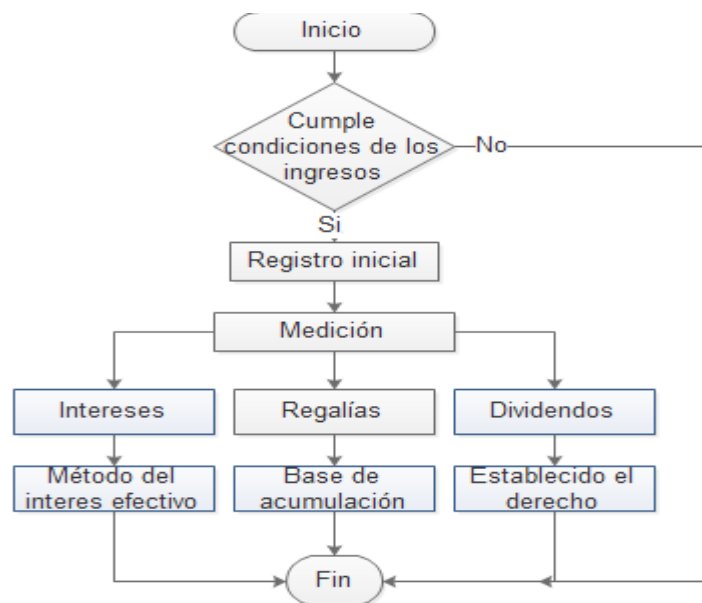 Inicio
Cumple
condiciones de los
ingresos
No
Si
Registro inicial
Medición
Intereses
Regalías
Dividendos
Método del
interes efectivo
Base de
acumulación
Establecido el
derecho
Fin